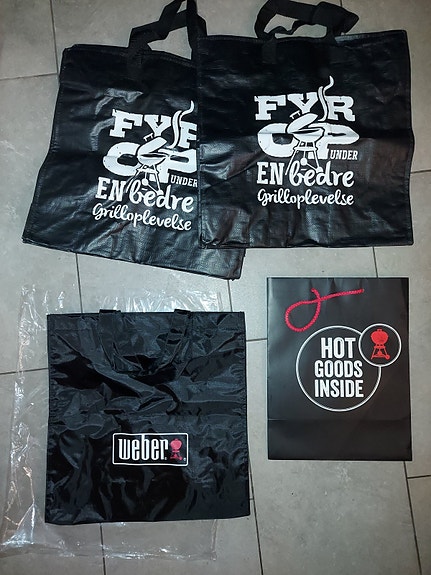 FYR
OP UNDER
EN bedre
Grilloplevelse
FYR
OP UNDER
EN bedre
Grilloplevelse
weber
HOT
GOODS
INSIDE